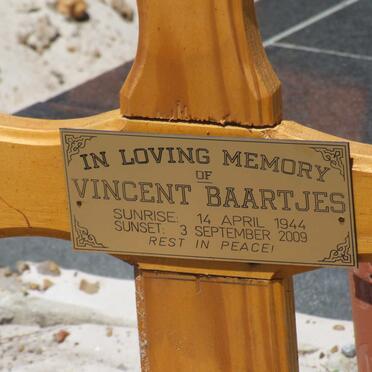 IN LOVING MEMORY
OF
VINCENT BAARTJES
SUNRISE: 14 APRIL 1944
SUNSET: 3 SEPTEMBER 2009
REST IN PEACE!